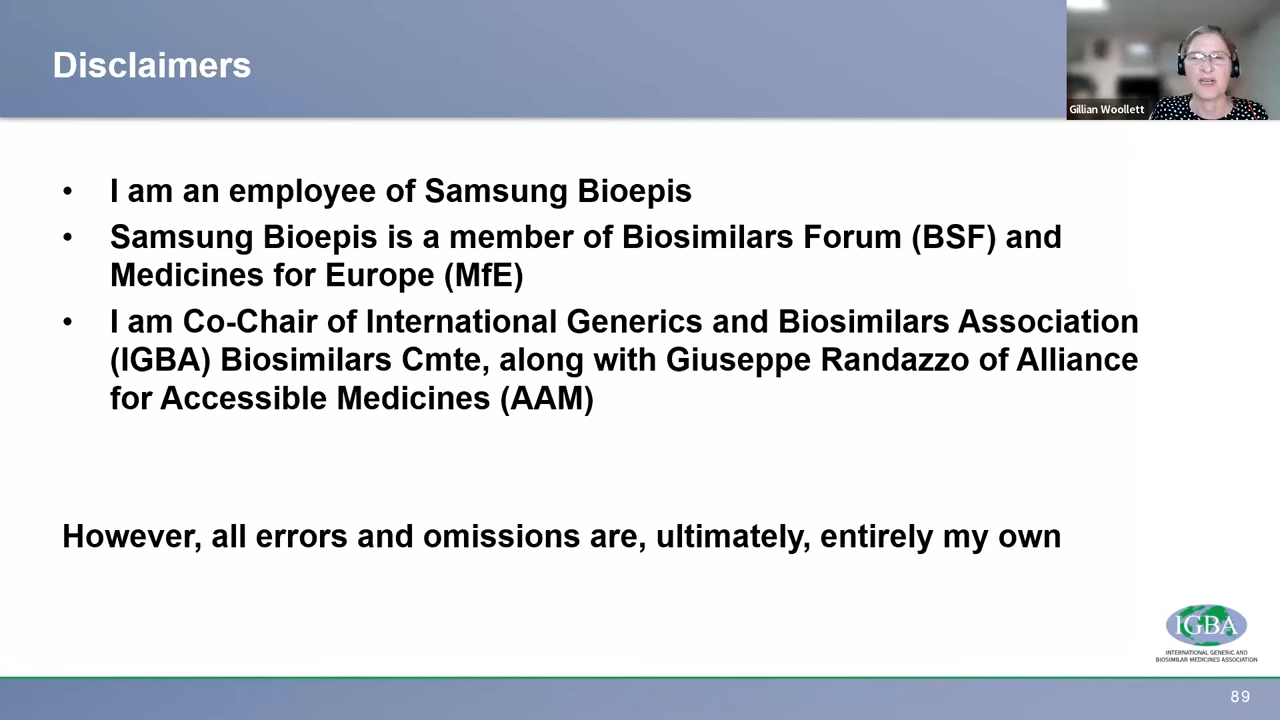 Disclaimers
Gillian Woollett
• I am an employee of Samsung Bioepis
• Samsung Bioepis is a member of Biosimilars Forum (BSF) and
Medicines for Europe (MfE)
• I am Co-Chair of International Generics and Biosimilars Association
(IGBA) Biosimilars Cmte, along with Giuseppe Randazzo of Alliance
for Accessible Medicines (AAM)
However, all errors and omissions are, ultimately, entirely my own
IGBA
INTERNATIONAL GENERIC AND
BIOSIMILAR MEDICINES ASSOCIATION
89